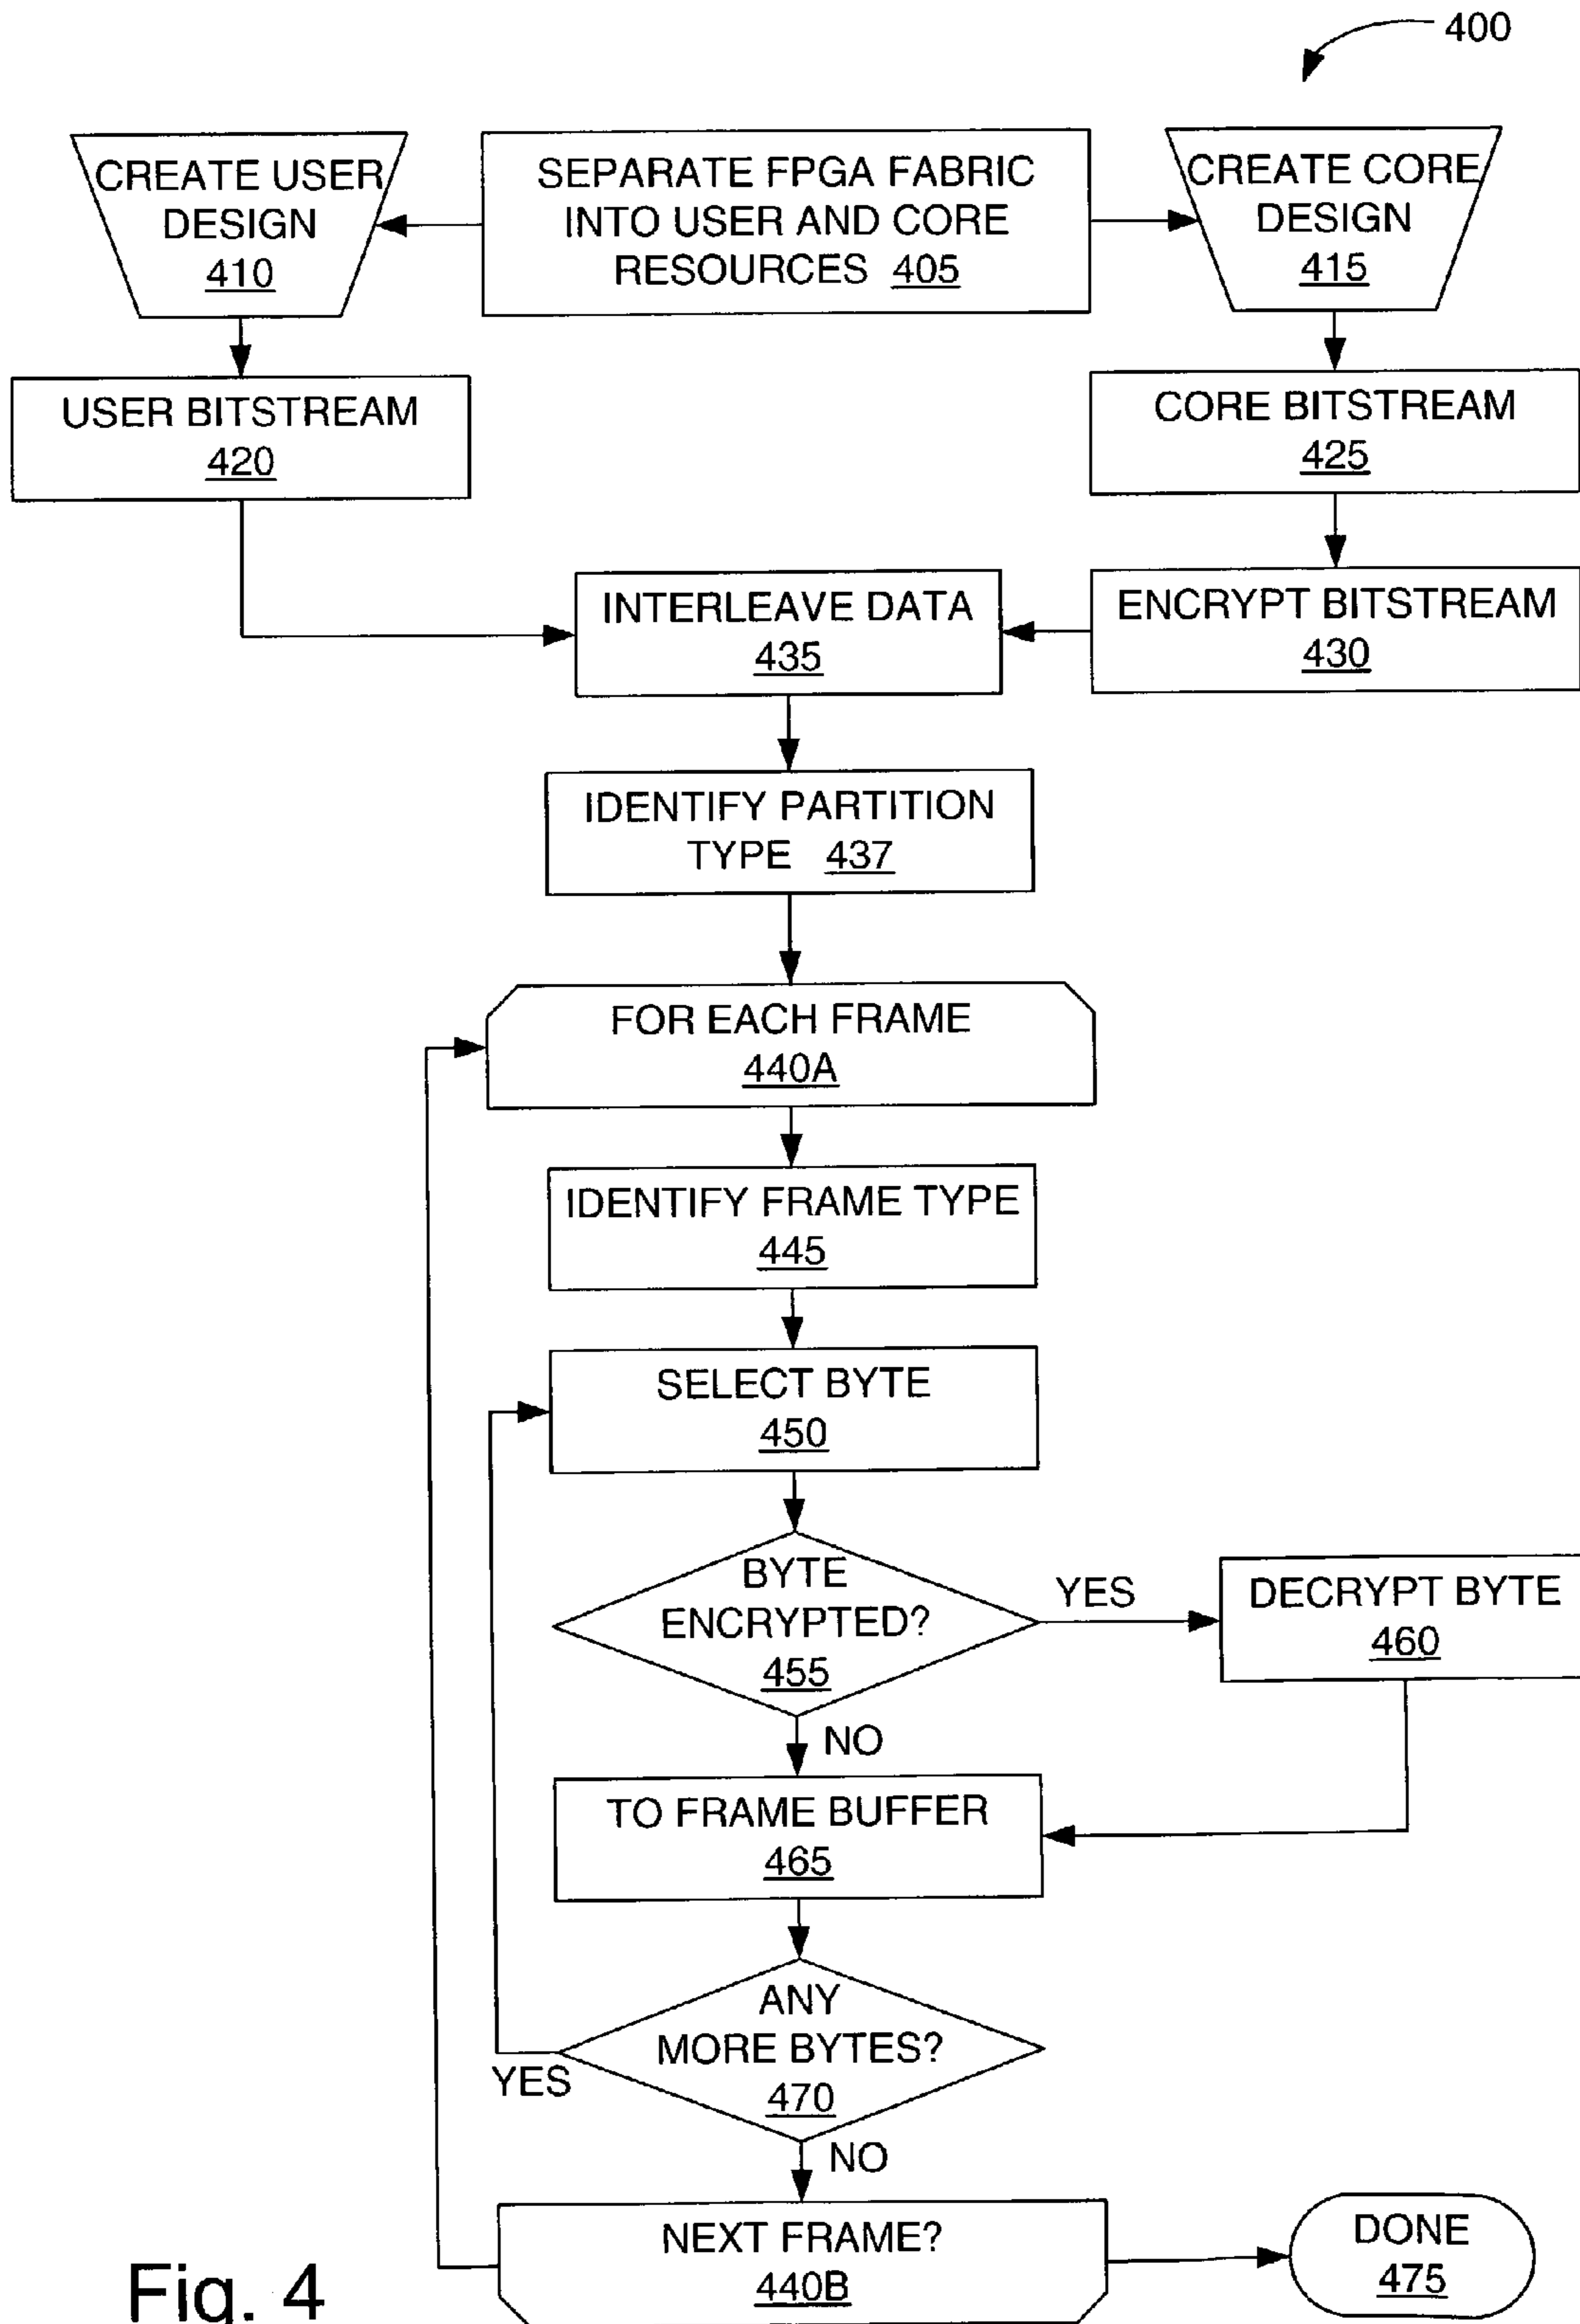 400
CREATE USER
DESIGN
410
SEPARATE FPGA FABRIC
INTO USER AND CORE
RESOURCES 405
CREATE CORE
DESIGN
415
USER BITSTREAM
420
CORE BITSTREAM
425
INTERLEAVE DATA
435
ENCRYPT BITSTREAM
430
IDENTIFY PARTITION
TYPE 437
FOR EACH FRAME
440A
IDENTIFY FRAME TYPE
445
SELECT BYTE
450
BYTE
ENCRYPTED?
455
YES
DECRYPT BYTE
460
NO
TO FRAME BUFFER
465
ANY
MORE BYTES?
470
YES
NO
NEXT FRAME?
440B
DONE
475
Fig. 4